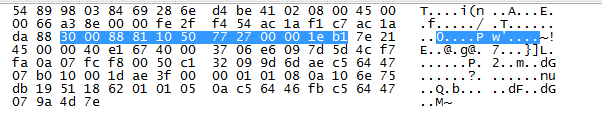 54 89 98 03 84 69 28 6e d4 be 41 02 08 00 45 00 T....i(n ..A...E.
00 66 a3 8e 00 00 fe 2f f4 54 ac 1a f1 c7 ac 1a .f...../ .T......
da 88 30 00 88 81 10 50 77 27 00 00 1e b1 7e 21 ..0....P w'....~!
45 00 00 40 e1 67 40 00 37 06 e6 09 7d 5d 4c f7 E..@.g@. 7...}]L.
fa 0a 07 fc f8 00 50 c1 32 09 9d 6d ae c5 64 47 ......P. 2..m..dG
07 b0 10 00 1d ae 3f 00 00 01 01 08 0a 10 6e 75 ......?. ......nu
db 19 51 18 62 01 01 05 0a c5 64 46 fb c5 64 47 ..Q.b... ..dF..dG
07 9a 4d 7e ..M~